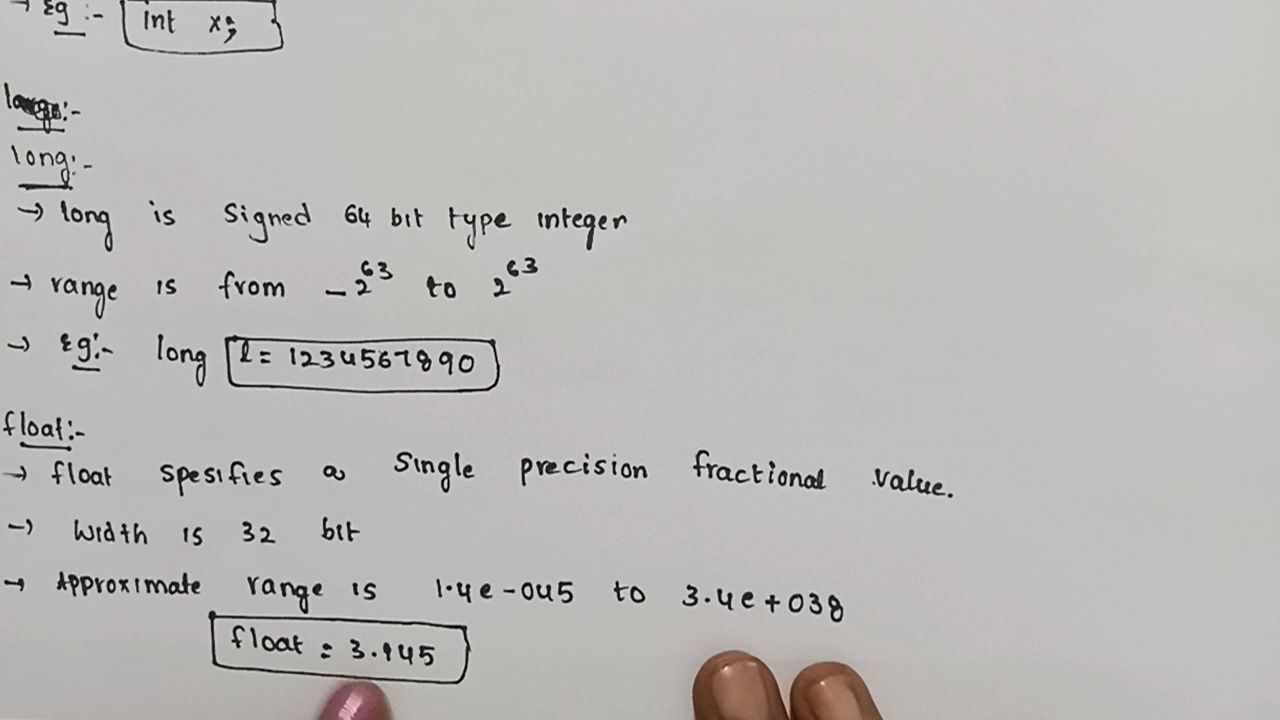 → Eg :- int x;
long:-
→ long is signed 64 bit type integer
→ range is from -2^63 to 2^63
→ Eg:- long l = 1234567890
float:-
→ float spesifies a single precision fractional value.
→ width is 32 bit
→ Approximate range is 1.4e-045 to 3.4e+038
float = 3.145